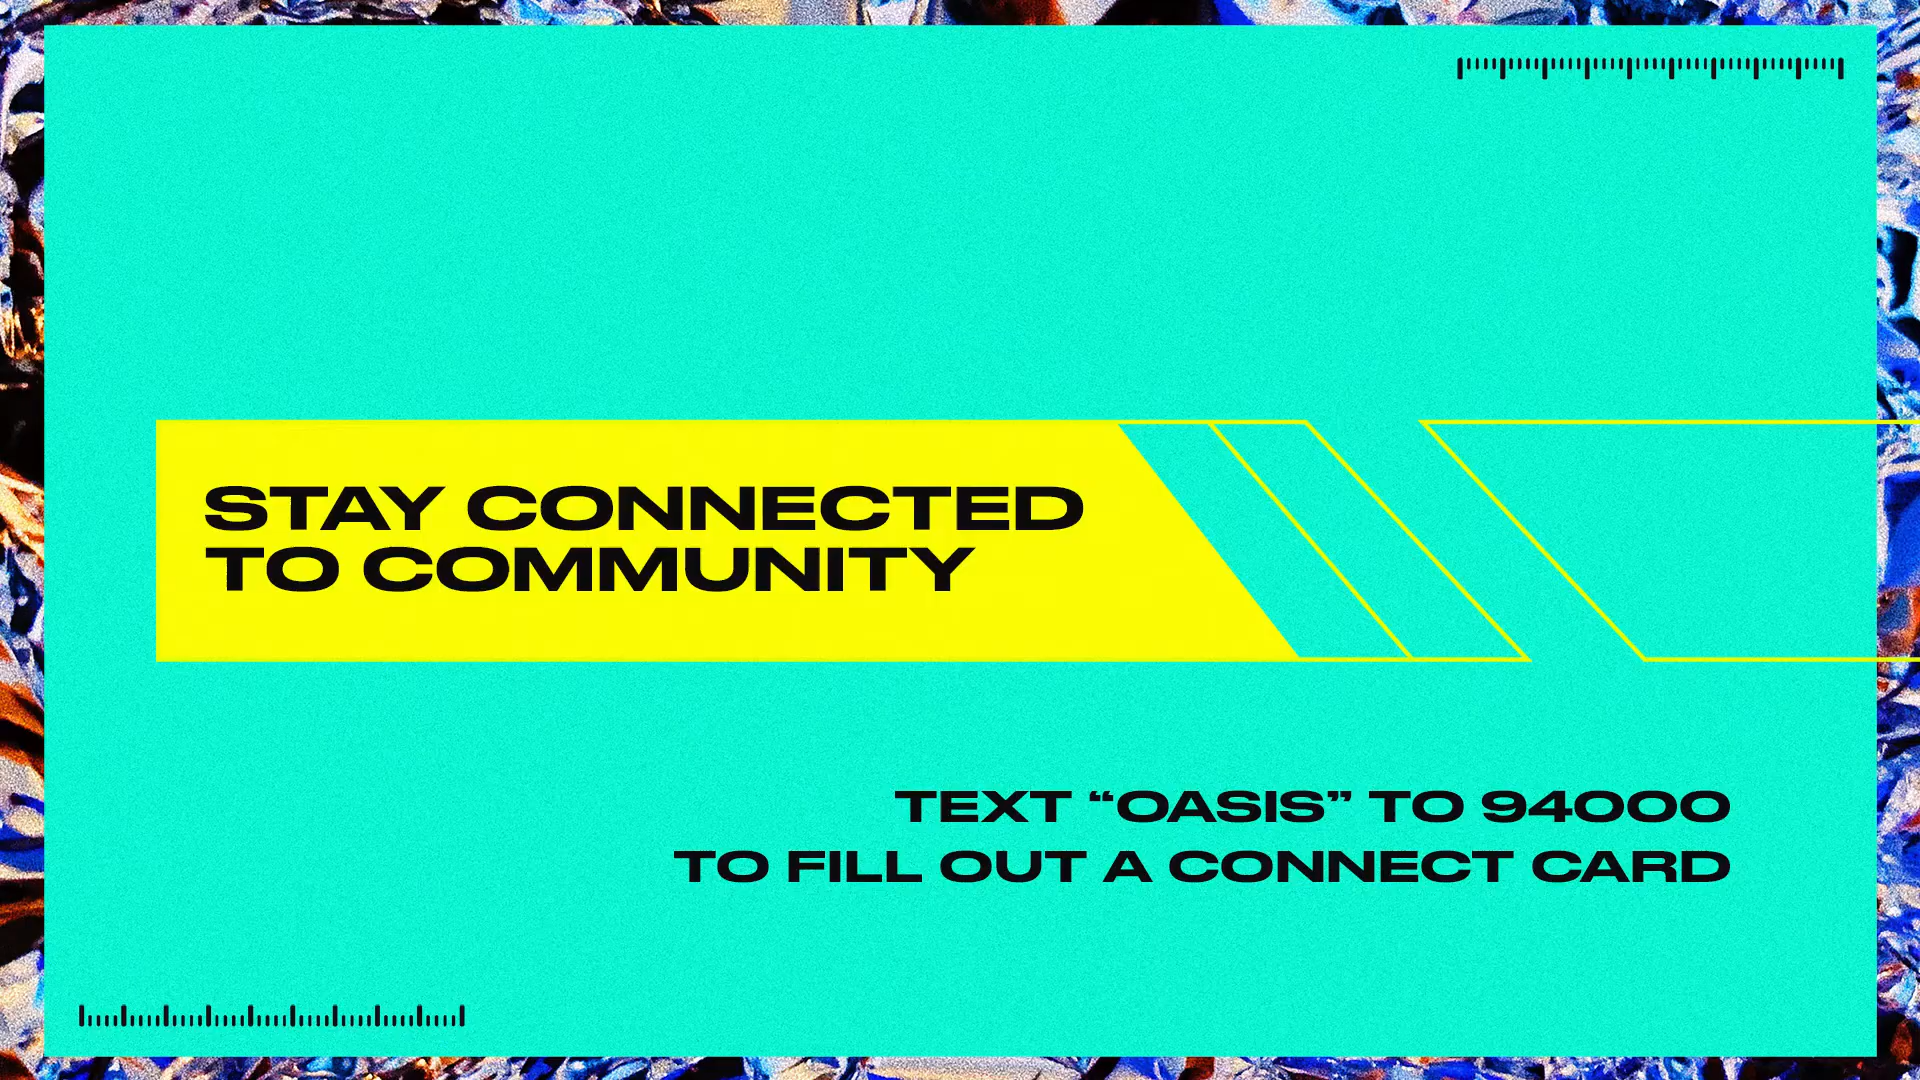 STAY CONNECTED
TO COMMUNITY
TEXT “OASIS” TO 94000
TO FILL OUT A CONNECT CARD